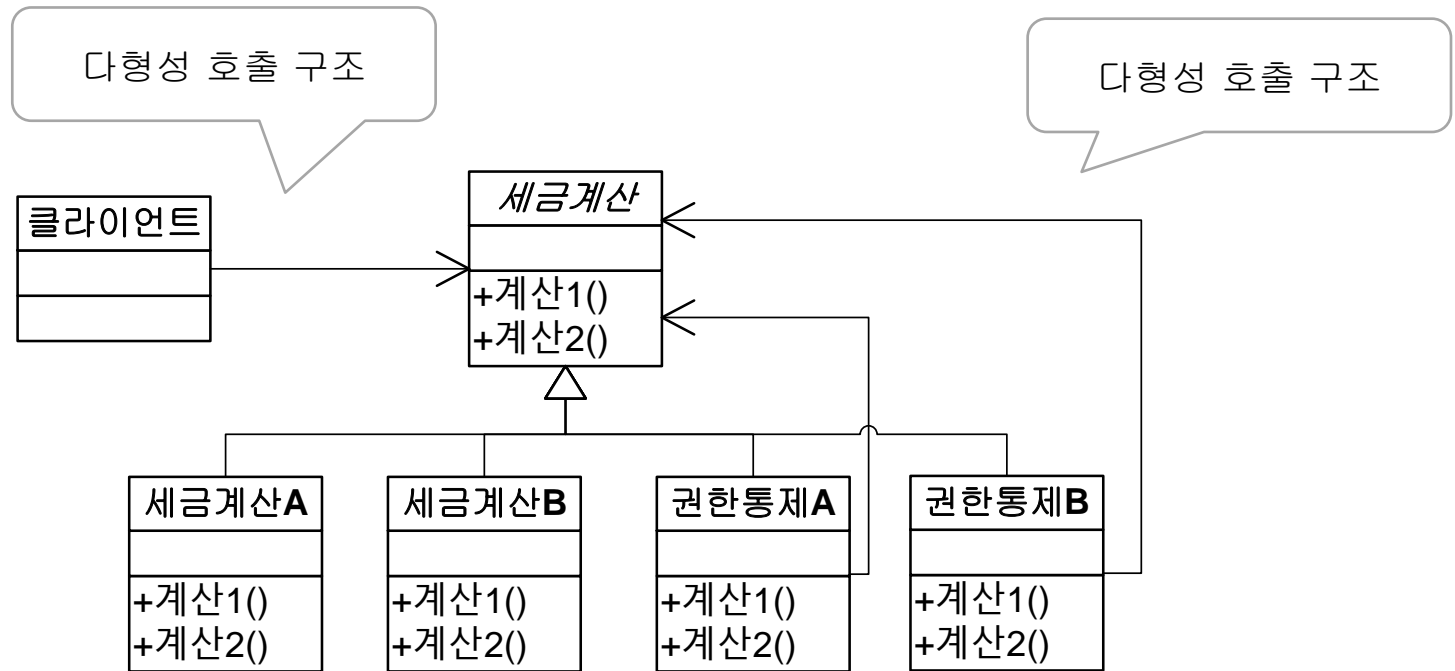 다형성 호출 구조
다형성 호출 구조
클라이언트
세금계산
+계산1()
+계산2()
세금계산A
+계산1()
+계산2()
세금계산B
+계산1()
+계산2()
권한통제A
+계산1()
+계산2()
권한통제B
+계산1()
+계산2()